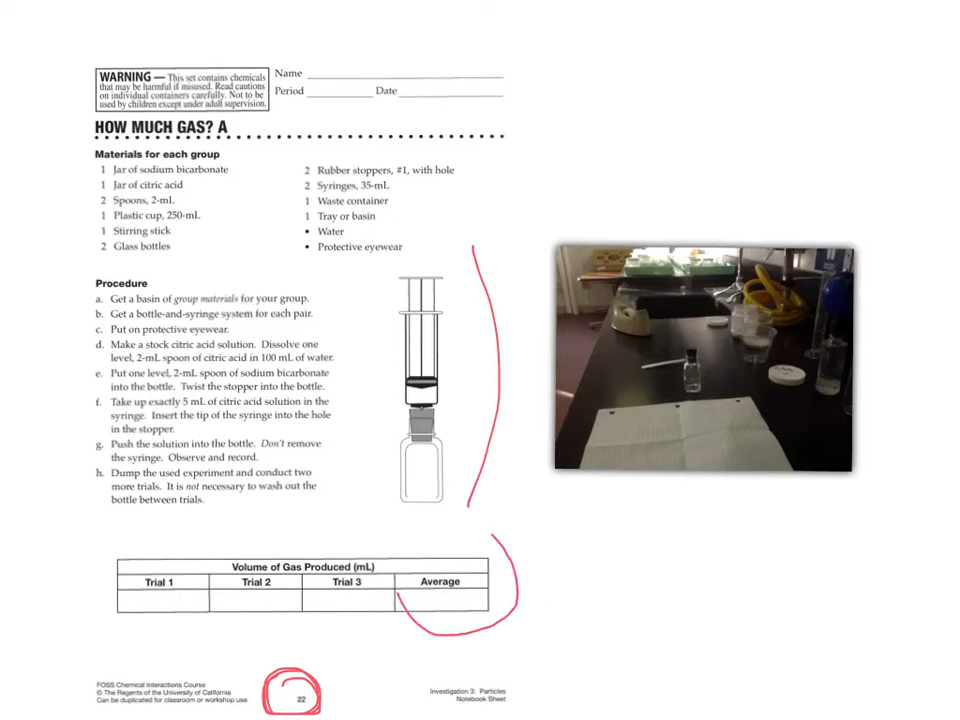 WARNING — This set contains chemicals
that may be harmful if misused. Read cautions
on individual containers carefully. Not to be
used by children except under adult supervision.
Name
Period Date
HOW MUCH GAS? A
Materials for each group
1 Jar of sodium bicarbonate
1 Jar of citric acid
2 Spoons, 2-mL
1 Plastic cup, 250-mL
1 Stirring stick
2 Glass bottles
2 Rubber stoppers, #1, with hole
2 Syringes, 35-mL
1 Waste container
1 Tray or basin
• Water
• Protective eyewear
Procedure
a. Get a basin of group materials for your group.
b. Get a bottle-and-syringe system for each pair.
c. Put on protective eyewear.
d. Make a stock citric acid solution. Dissolve one
level, 2-mL spoon of citric acid in 100 mL of water.
e. Put one level, 2-mL spoon of sodium bicarbonate
into the bottle. Twist the stopper into the bottle.
f. Take up exactly 5 mL of citric acid solution in the
syringe. Insert the tip of the syringe into the hole
in the stopper.
g. Push the solution into the bottle. Don't remove
the syringe. Observe and record.
h. Dump the used experiment and conduct two
more trials. It is not necessary to wash out the
bottle between trials.
Volume of Gas Produced (mL)
Trial 1 Trial 2 Trial 3 Average
FOSS Chemical Interactions Course
© The Regents of the University of California
Can be duplicated for classroom or workshop use.
22
Investigation 3: Particles
Notebook Sheet